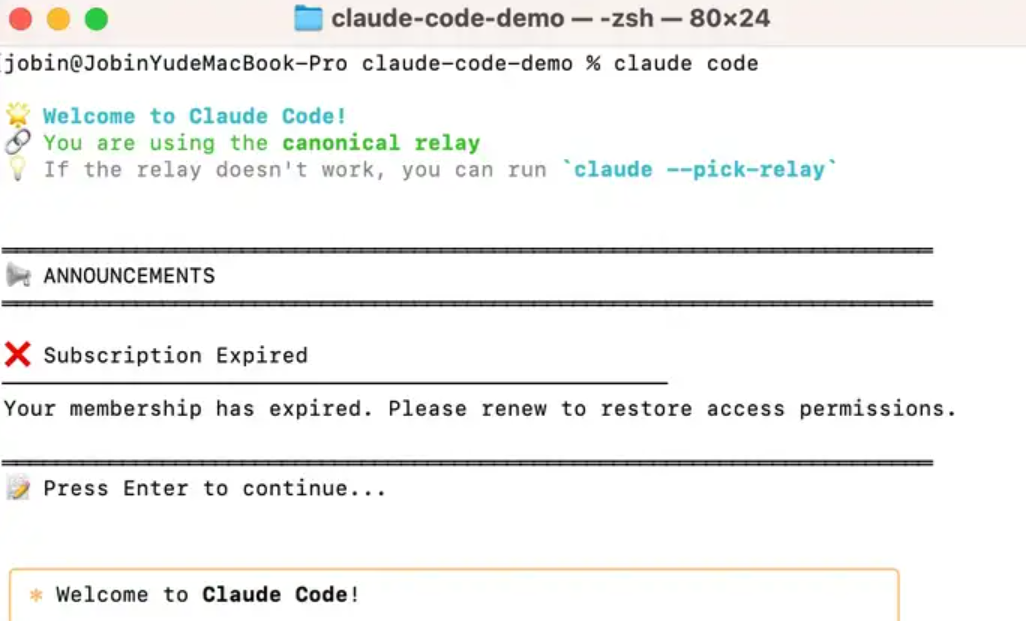 claude-code-demo — -zsh — 80×24
jobin@JobinYudeMacBook-Pro claude-code-demo % claude code
Welcome to Claude Code!
You are using the canonical relay
If the relay doesn't work, you can run `claude --pick-relay`
ANNOUNCEMENTS
Subscription Expired
Your membership has expired. Please renew to restore access permissions.
Press Enter to continue...
* Welcome to Claude Code!